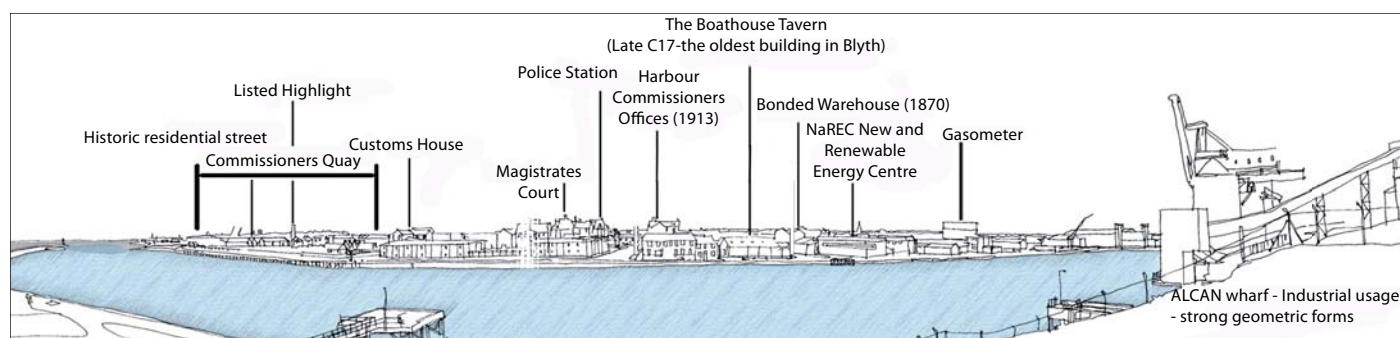 The Boathouse Tavern
(Late C17-the oldest building in Blyth)
Police Station
Harbour
Commissioners
Offices (1913)
Listed Highlight
Bonded Warehouse (1870)
Historic residential street
Commissioners Quay
Customs House
NaREC New and
Renewable
Energy Centre
Gasometer
Magistrates
Court
ALCAN wharf - Industrial usage
- strong geometric forms